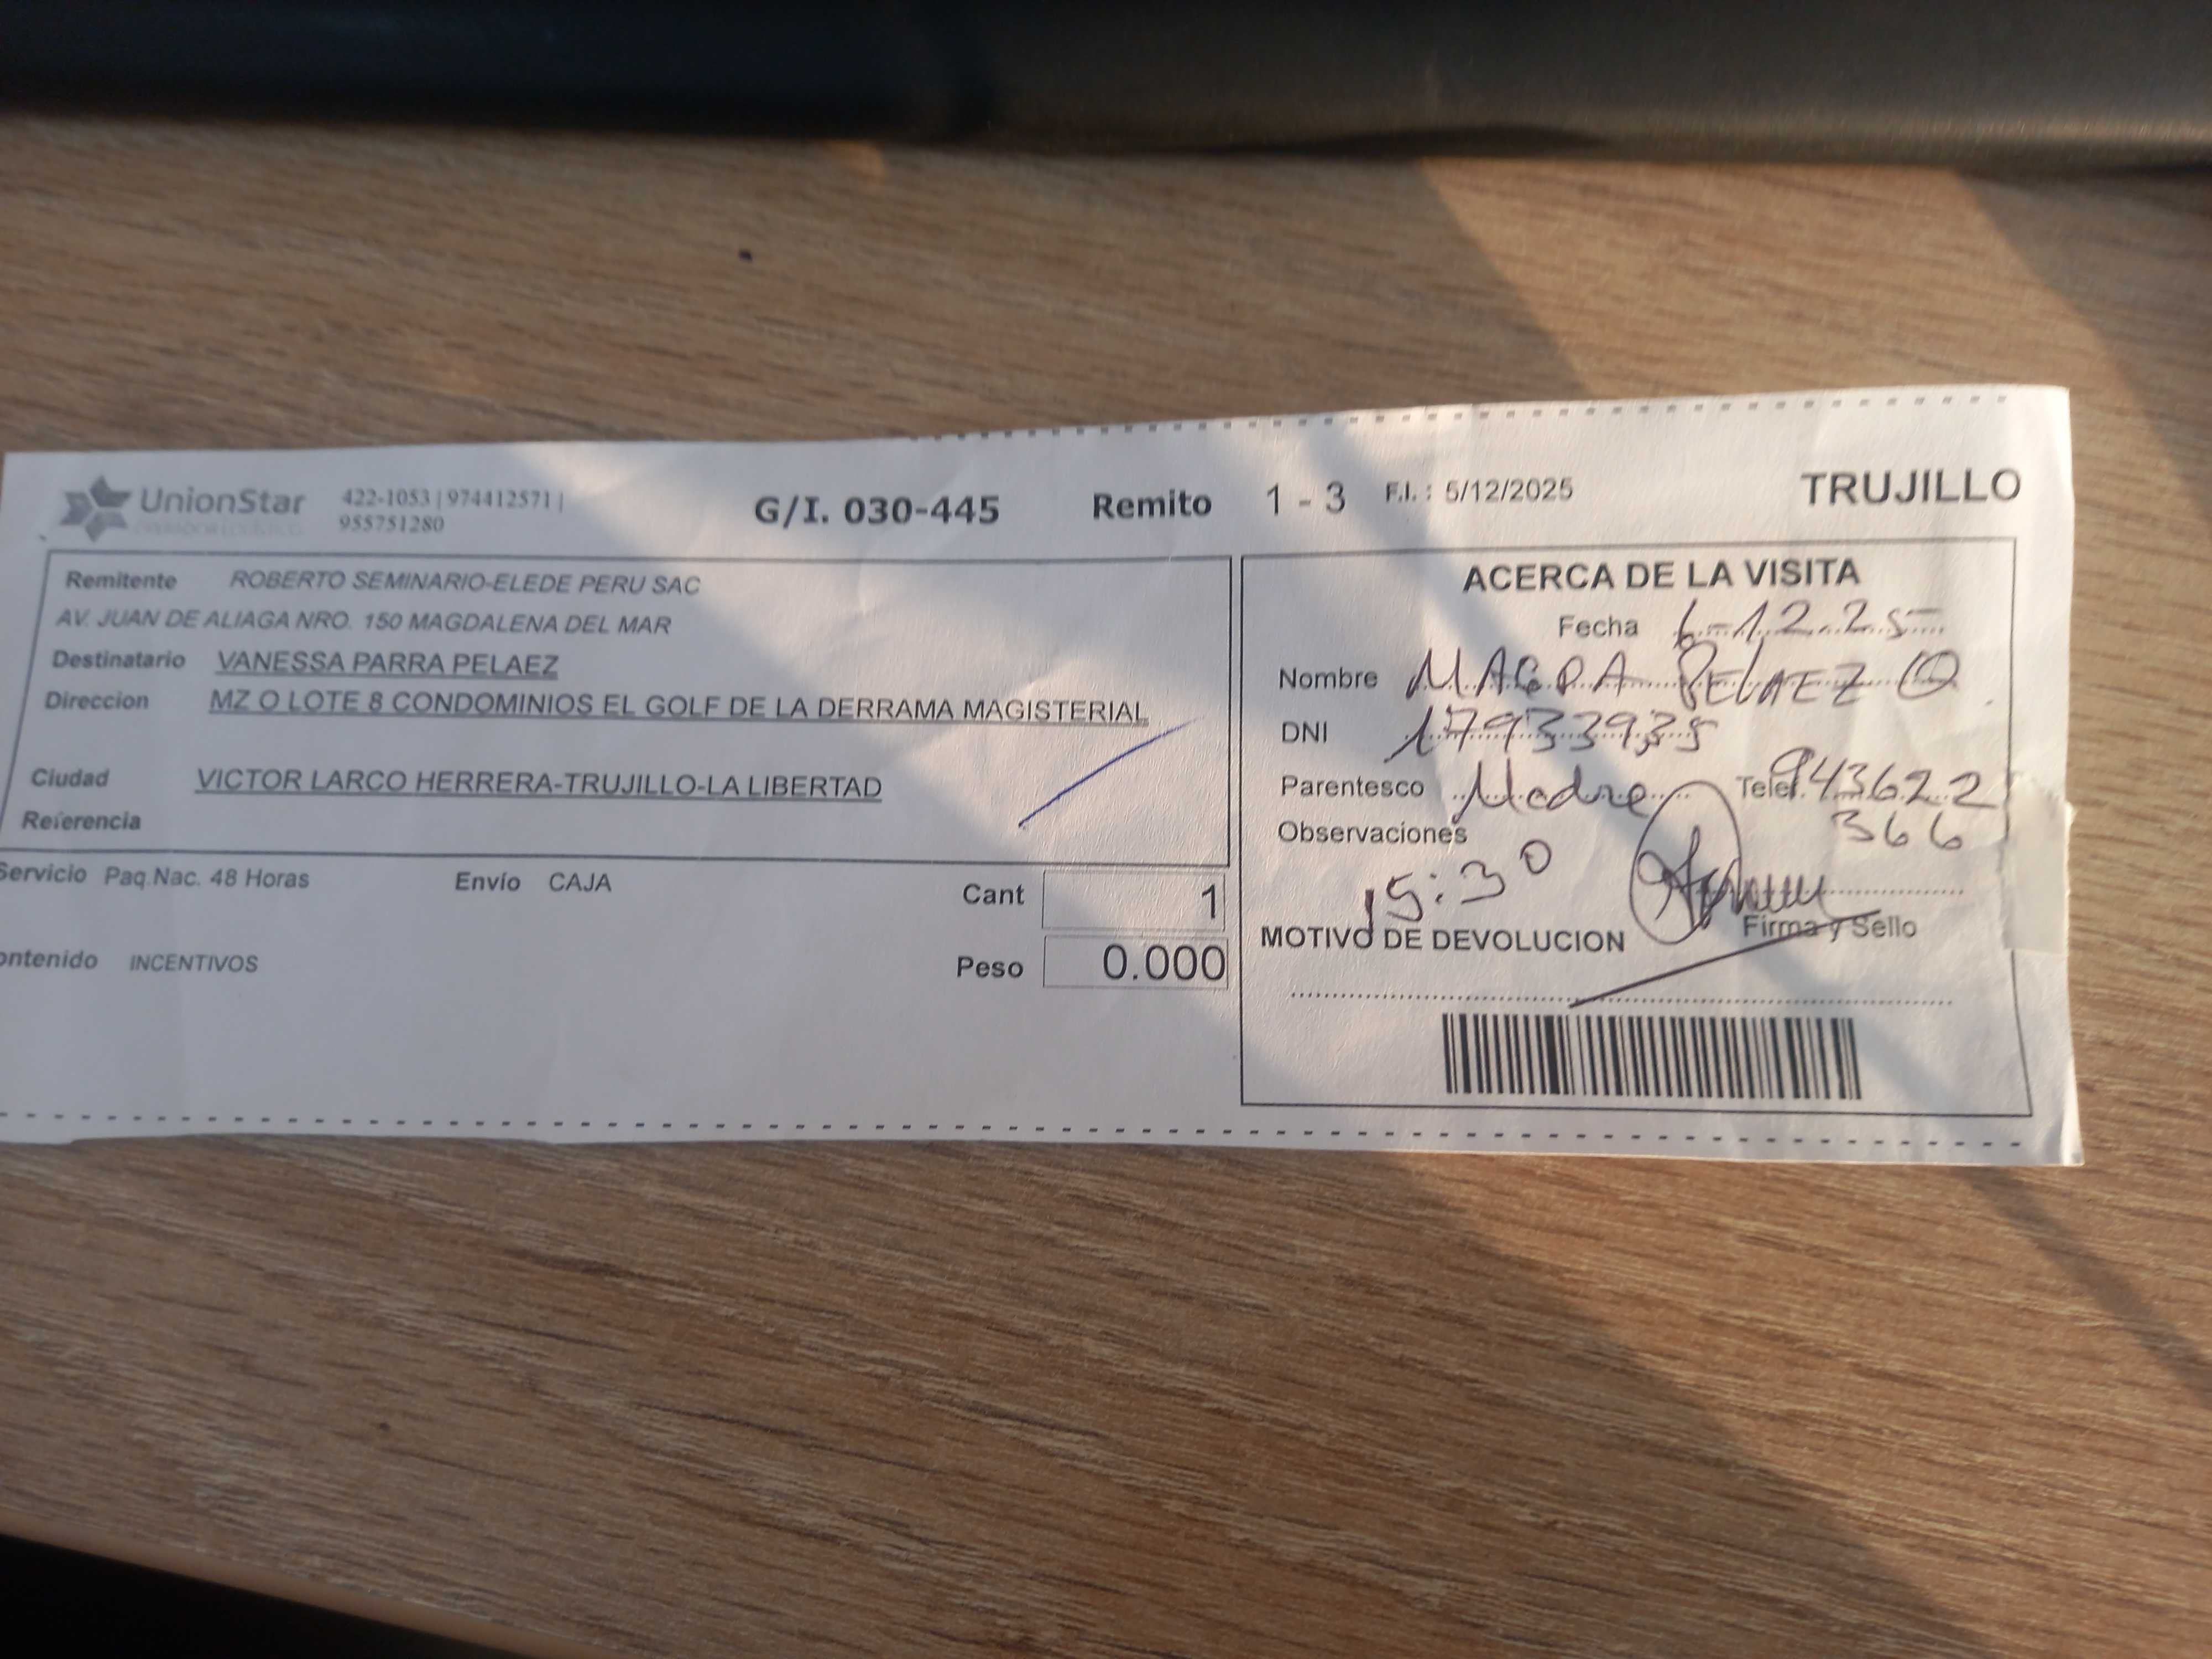 UnionStar
422-1053 | 974412571 |
955751280
G/I. 030-445 Remito 1 - 3 F.I. : 5/12/2025 TRUJILLO
OPERADOR LOGISTICO
Remitente ROBERTO SEMINARIO-ELEDE PERU SAC
AV. JUAN DE ALIAGA NRO. 150 MAGDALENA DEL MAR
Destinatario VANESSA PARRA PELAEZ
Direccion MZ O LOTE 8 CONDOMINIOS EL GOLF DE LA DERRAMA MAGISTERIAL
Ciudad VICTOR LARCO HERRERA-TRUJILLO-LA LIBERTAD
Referencia
Servicio Paq.Nac. 48 Horas Envío CAJA Cant 1
ontenido INCENTIVOS Peso 0.000
ACERCA DE LA VISITA
Fecha 6-12.25
Nombre MAGDA PELAEZ
DNI 17933935
Parentesco Madre Telef. 943622
366
Observaciones
15:30
Firma y Sello
MOTIVO DE DEVOLUCION